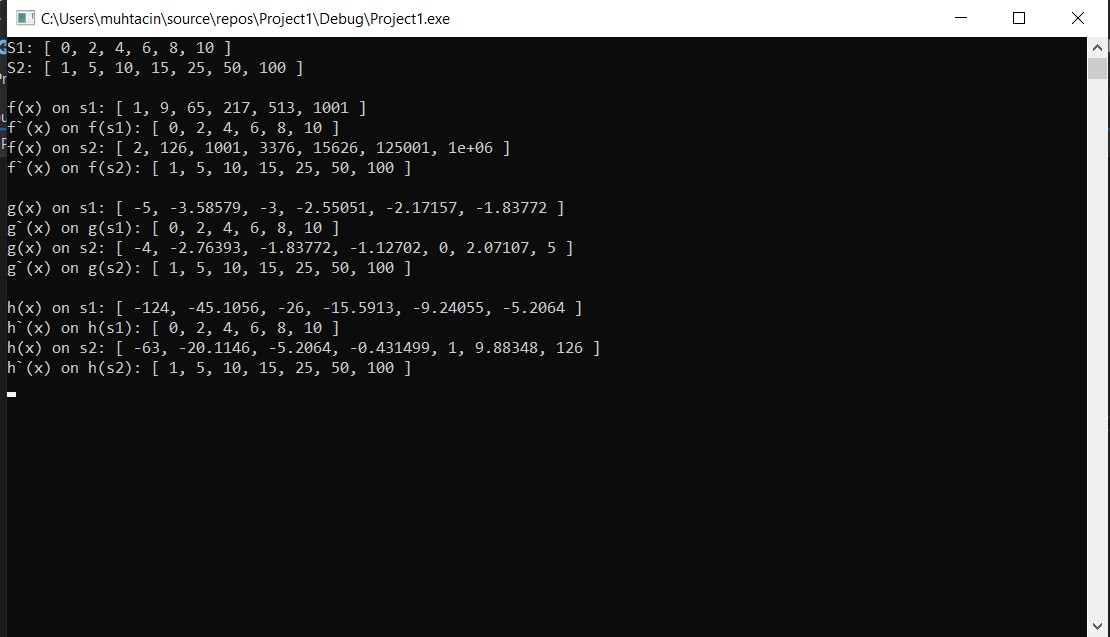 C:\Users\muhtacin\source\repos\Project1\Debug\Project1.exe
S1: [ 0, 2, 4, 6, 8, 10 ]
S2: [ 1, 5, 10, 15, 25, 50, 100 ]
f(x) on s1: [ 1, 9, 65, 217, 513, 1001 ]
f`(x) on f(s1): [ 0, 2, 4, 6, 8, 10 ]
f(x) on s2: [ 2, 126, 1001, 3376, 15626, 125001, 1e+06 ]
f`(x) on f(s2): [ 1, 5, 10, 15, 25, 50, 100 ]
g(x) on s1: [ -5, -3.58579, -3, -2.55051, -2.17157, -1.83772 ]
g`(x) on g(s1): [ 0, 2, 4, 6, 8, 10 ]
g(x) on s2: [ -4, -2.76393, -1.83772, -1.12702, 0, 2.07107, 5 ]
g`(x) on g(s2): [ 1, 5, 10, 15, 25, 50, 100 ]
h(x) on s1: [ -124, -45.1056, -26, -15.5913, -9.24055, -5.2064 ]
h`(x) on h(s1): [ 0, 2, 4, 6, 8, 10 ]
h(x) on s2: [ -63, -20.1146, -5.2064, -0.431499, 1, 9.88348, 126 ]
h`(x) on h(s2): [ 1, 5, 10, 15, 25, 50, 100 ]